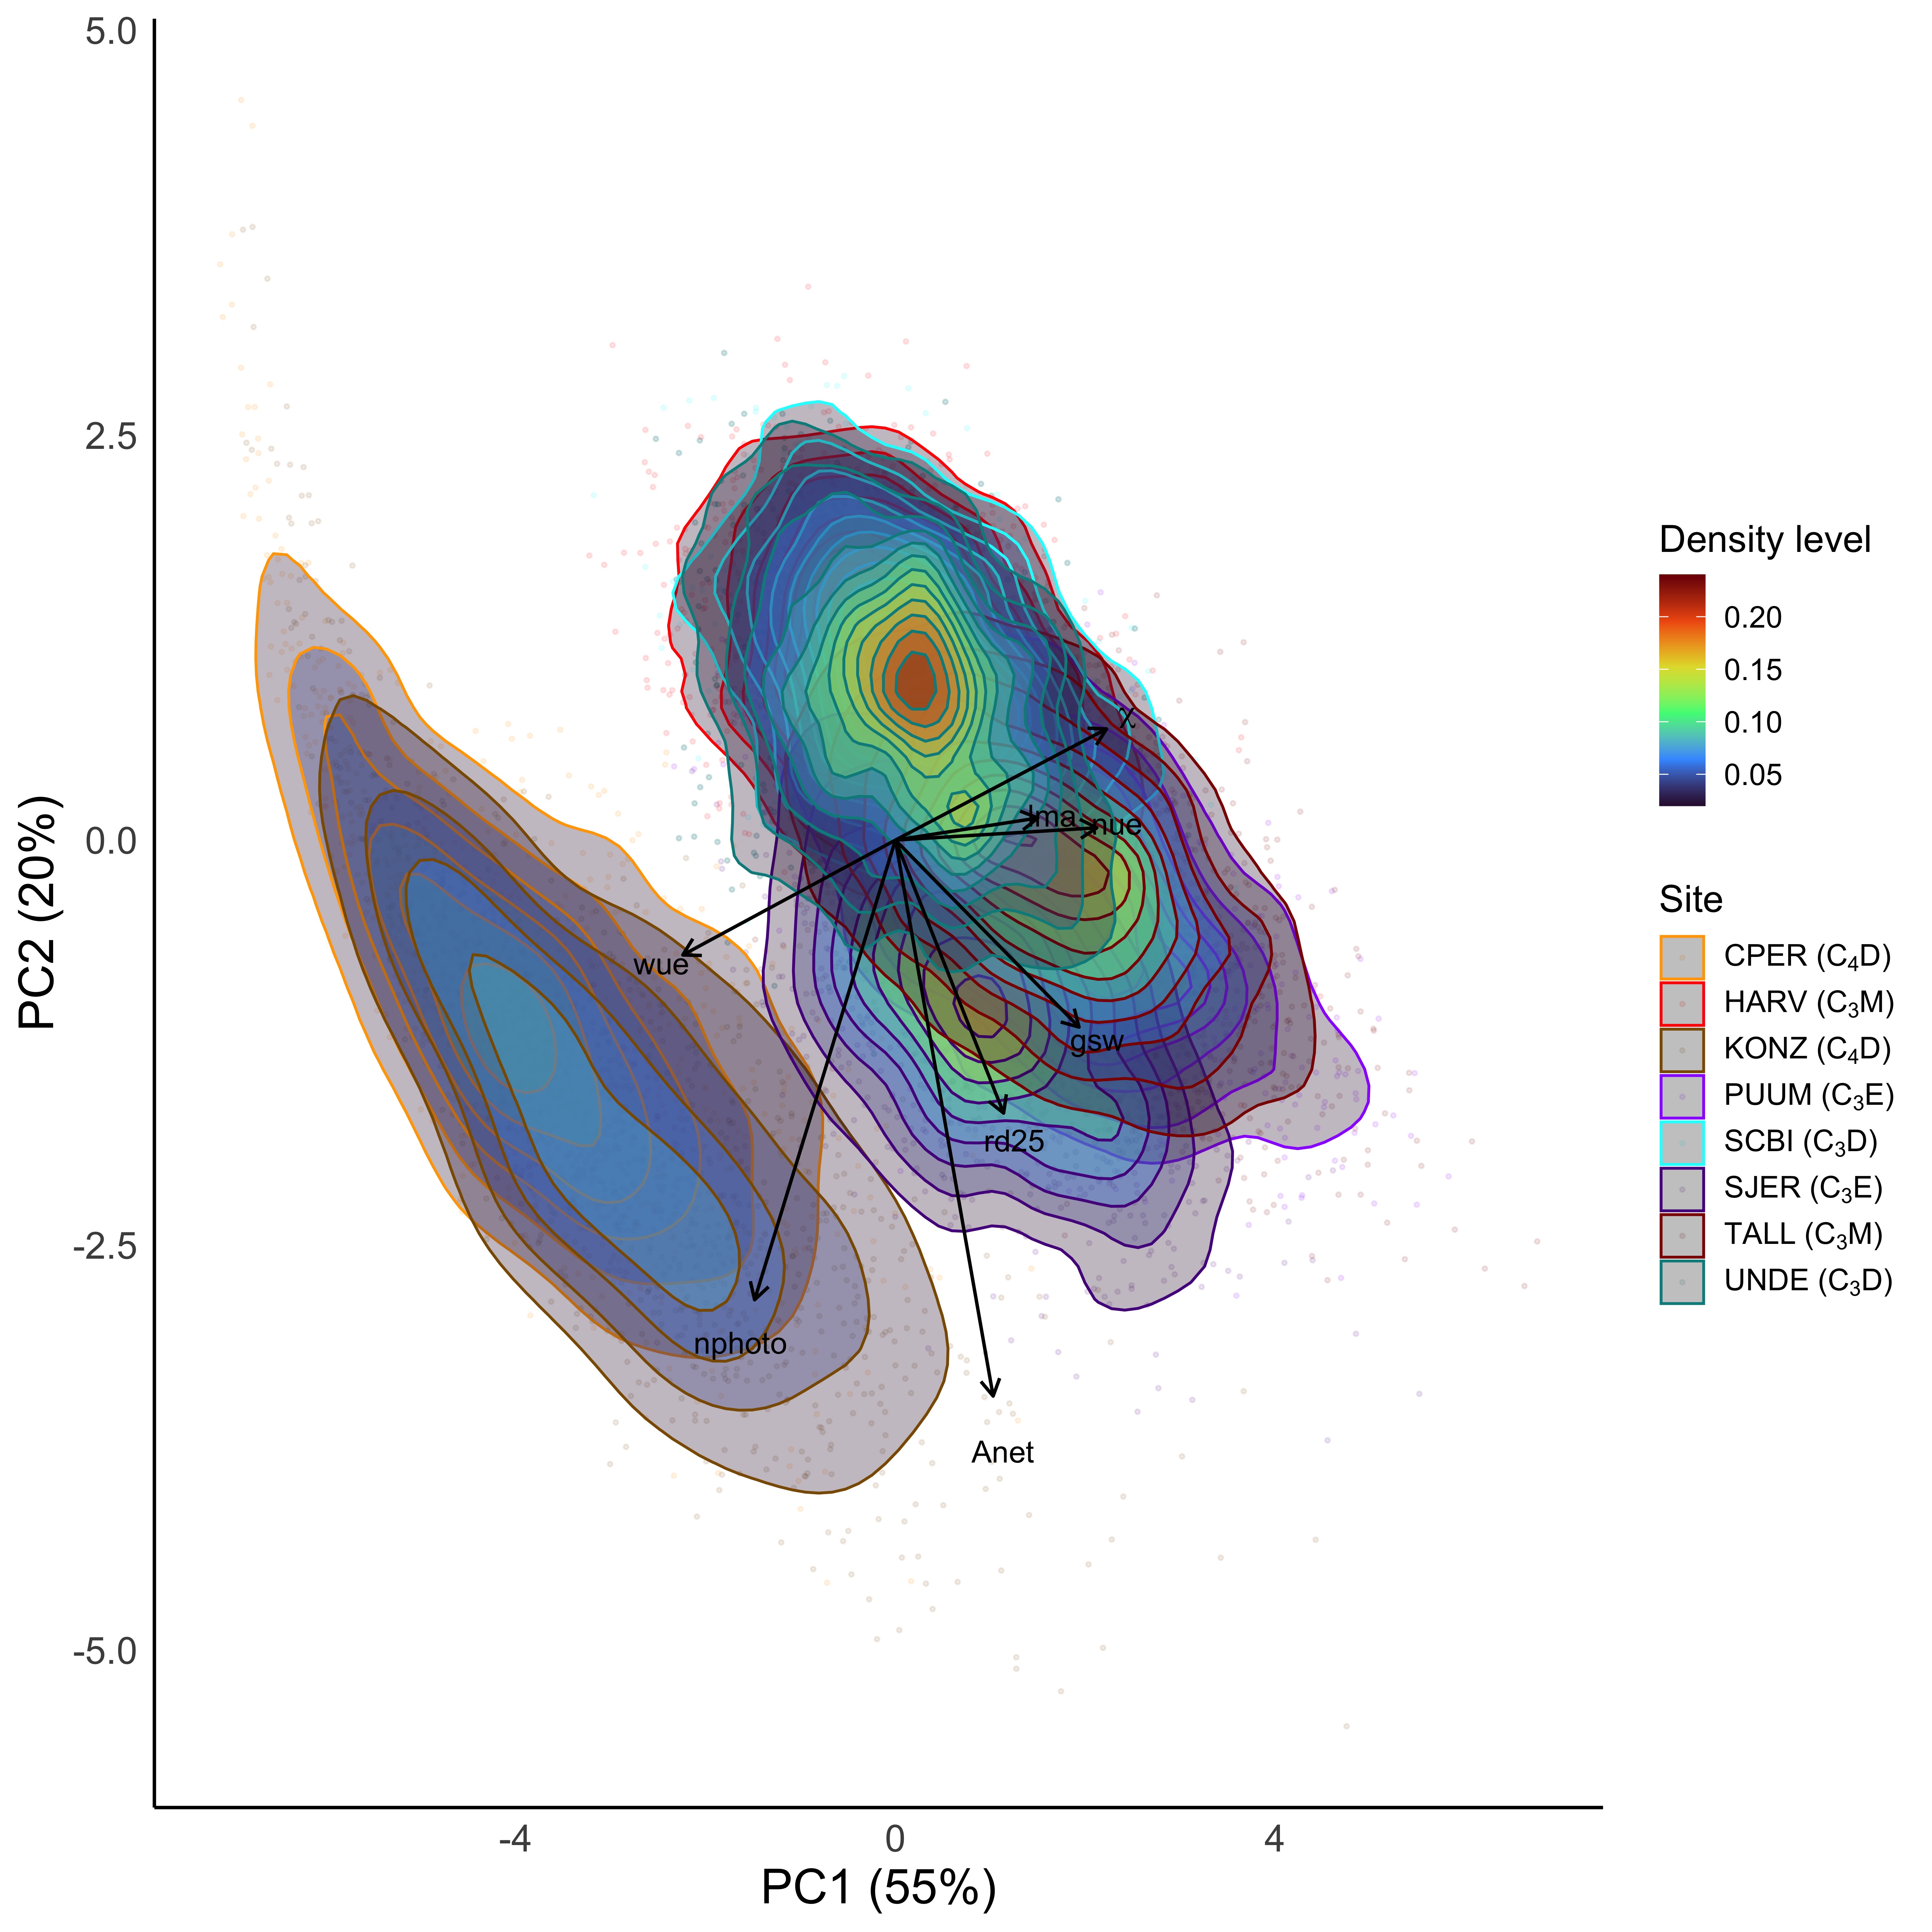 5.0
2.5
0.0
-2.5
-5.0
PC2 (20%)
-4
0
4
PC1 (55%)
χ
lma
nue
wue
gsw
rd25
nphoto
Anet
Density level
0.20
0.15
0.10
0.05
Site
CPER (C₄D)
HARV (C₃M)
KONZ (C₄D)
PUUM (C₃E)
SCBI (C₃D)
SJER (C₃E)
TALL (C₃M)
UNDE (C₃D)